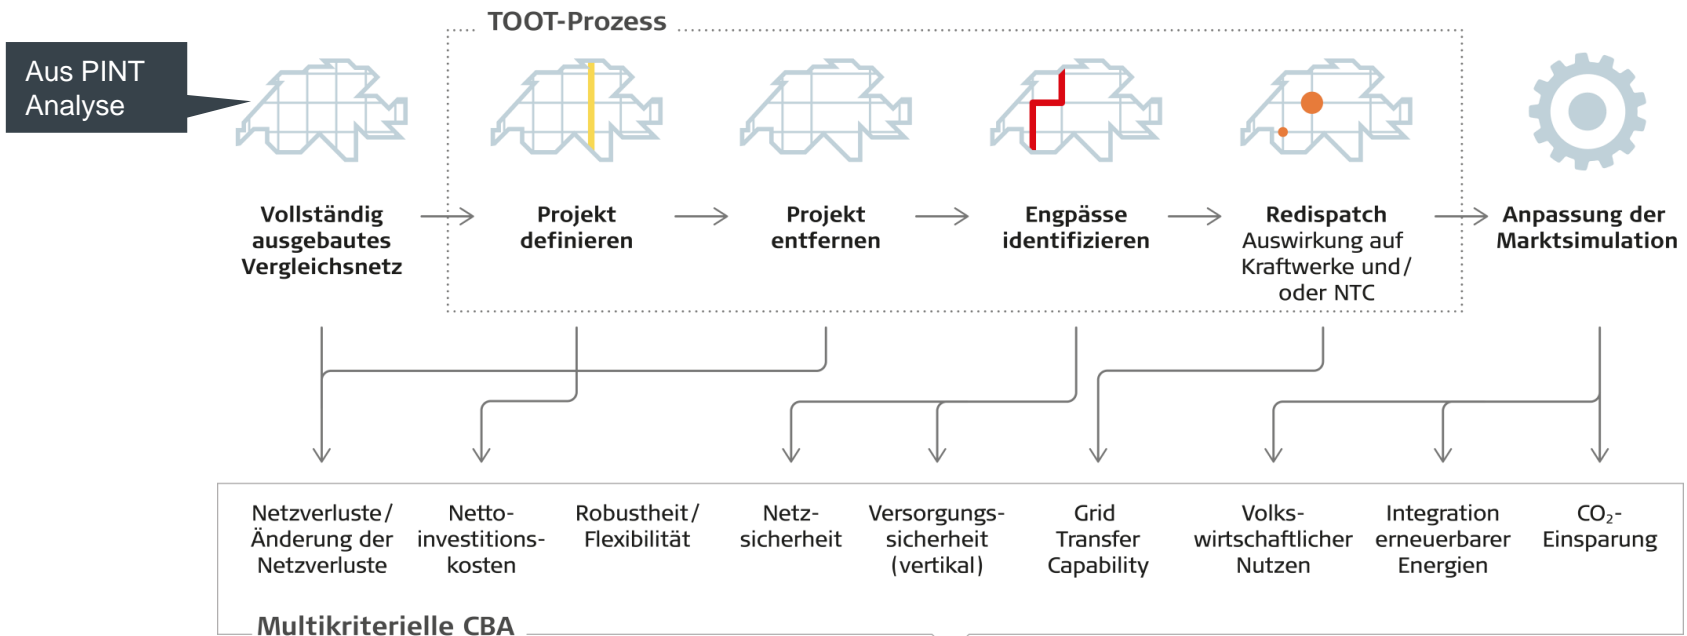 TOOT-Prozess
Aus PINT
Analyse
Vollständig
ausgebautes
Vergleichsnetz
Projekt
definieren
Projekt
entfernen
Engpässe
identifizieren
Redispatch
Auswirkung auf
Kraftwerke und/
oder NTC
Anpassung der
Marktsimulation
Netzverluste/
Änderung der
Netzverluste
Netto-
investitions-
kosten
Robustheit/
Flexibilität
Netz-
sicherheit
Versorgungs-
sicherheit
(vertikal)
Grid
Transfer
Capability
Volks-
wirtschaftlicher
Nutzen
Integration
erneuerbarer
Energien
CO₂-
Einsparung
Multikriterielle CBA